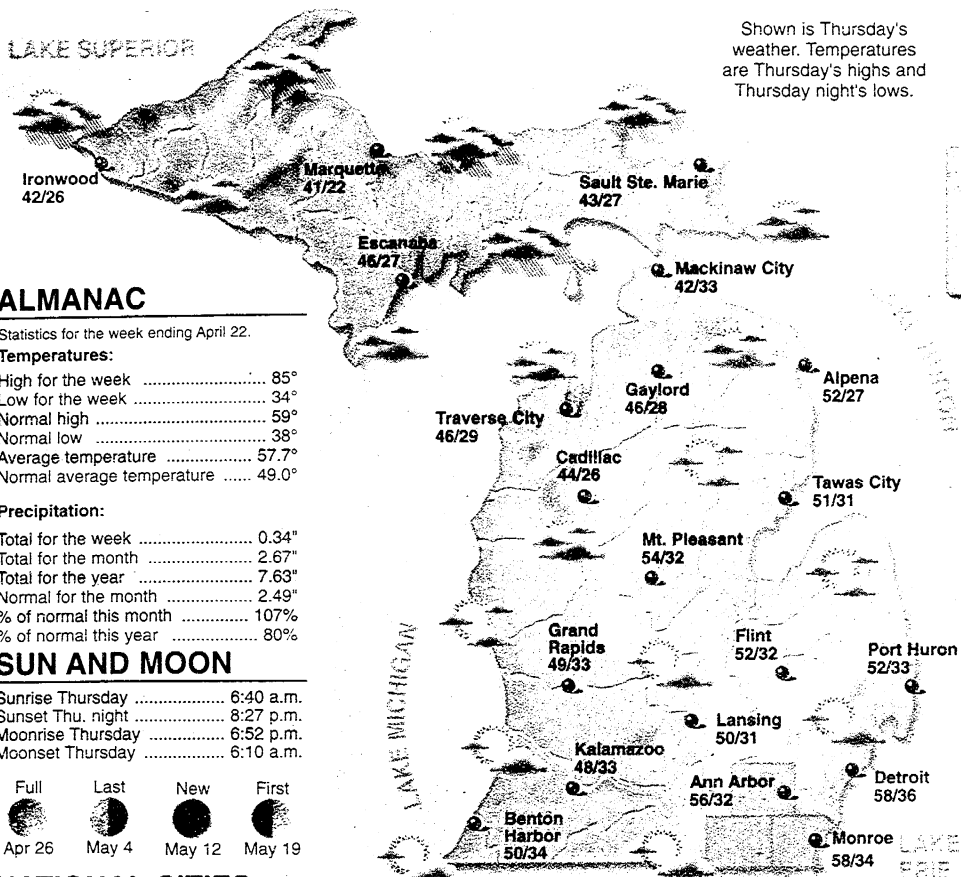 LAKE SUPERIOR
Shown is Thursday's
weather. Temperatures
are Thursday's highs and
Thursday night's lows.
Ironwood
42/26
Marquette
41/22
Sault Ste. Marie
43/27
Escanaba
46/27
Mackinaw City
42/33
Gaylord
46/28
Alpena
52/27
Traverse City
46/29
Cadillac
44/26
Tawas City
51/31
Mt. Pleasant
54/32
Grand
Rapids
49/33
Flint
52/32
Port Huron
52/33
Lansing
50/31
Kalamazoo
48/33
Ann Arbor
56/32
Detroit
58/36
Benton
Harbor
50/34
Monroe
58/34
LAKE MICHIGAN
LAKE
ERIE
ALMANAC
Statistics for the week ending April 22.
Temperatures:
High for the week ........................... 85°
Low for the week ............................. 34°
Normal high ...................................... 59°
Normal low ....................................... 38°
Average temperature .................. 57.7°
Normal average temperature ...... 49.0°
Precipitation:
Total for the week ......................... 0.34"
Total for the month ....................... 2.67"
Total for the year ......................... 7.63"
Normal for the month ................... 2.49"
% of normal this month .............. 107%
% of normal this year .................. 80%
SUN AND MOON
Sunrise Thursday ................... 6:40 a.m.
Sunset Thu. night ................... 8:27 p.m.
Moonrise Thursday ................ 6:52 p.m.
Moonset Thursday ................. 6:10 a.m.
Full Last New First
Apr 26 May 4 May 12 May 19
NATIONAL CITIES